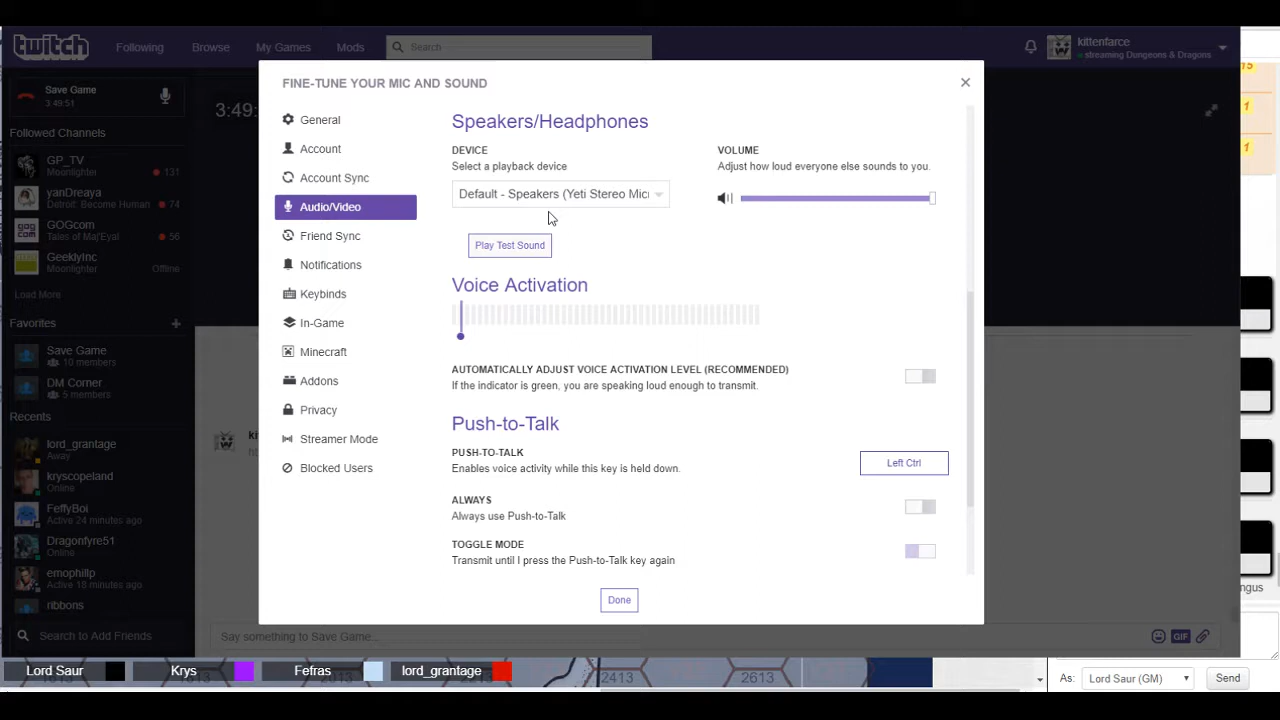 twitch
Following
Browse
My Games
Mods
Search
kittenfarce
streaming Dungeons & Dragons
Save Game
3:49:51
3:49:
Followed Channels
GP_TV
Moonlighter
131
yanDreaya
Detroit: Become Human
74
GOGcom
Tales of Maj'Eyal
56
GeeklyInc
Moonlighter
Offline
Load More
Favorites
Save Game
10 members
DM Corner
5 members
Recents
lord_grantage
Away
kryscopeland
Online
FeffyBoi
Active 24 minutes ago
Dragonfyre51
Online
emophillp
Active 18 minutes ago
ribbons
Search to Add Friends
FINE-TUNE YOUR MIC AND SOUND
General
Account
Account Sync
Audio/Video
Friend Sync
Notifications
Keybinds
In-Game
Minecraft
Addons
Privacy
Streamer Mode
Blocked Users
Speakers/Headphones
DEVICE
Select a playback device
Default - Speakers (Yeti Stereo Mic
Play Test Sound
VOLUME
Adjust how loud everyone else sounds to you.
Voice Activation
AUTOMATICALLY ADJUST VOICE ACTIVATION LEVEL (RECOMMENDED)
If the indicator is green, you are speaking loud enough to transmit.
Push-to-Talk
PUSH-TO-TALK
Enables voice activity while this key is held down.
Left Ctrl
ALWAYS
Always use Push-to-Talk
TOGGLE MODE
Transmit until I press the Push-to-Talk key again
Done
Say something to Save Game...
GIF
15
1
1
ngus
Lord Saur
Krys
Fefras
lord_grantage
2413
2613
As:
Lord Saur (GM)
Send